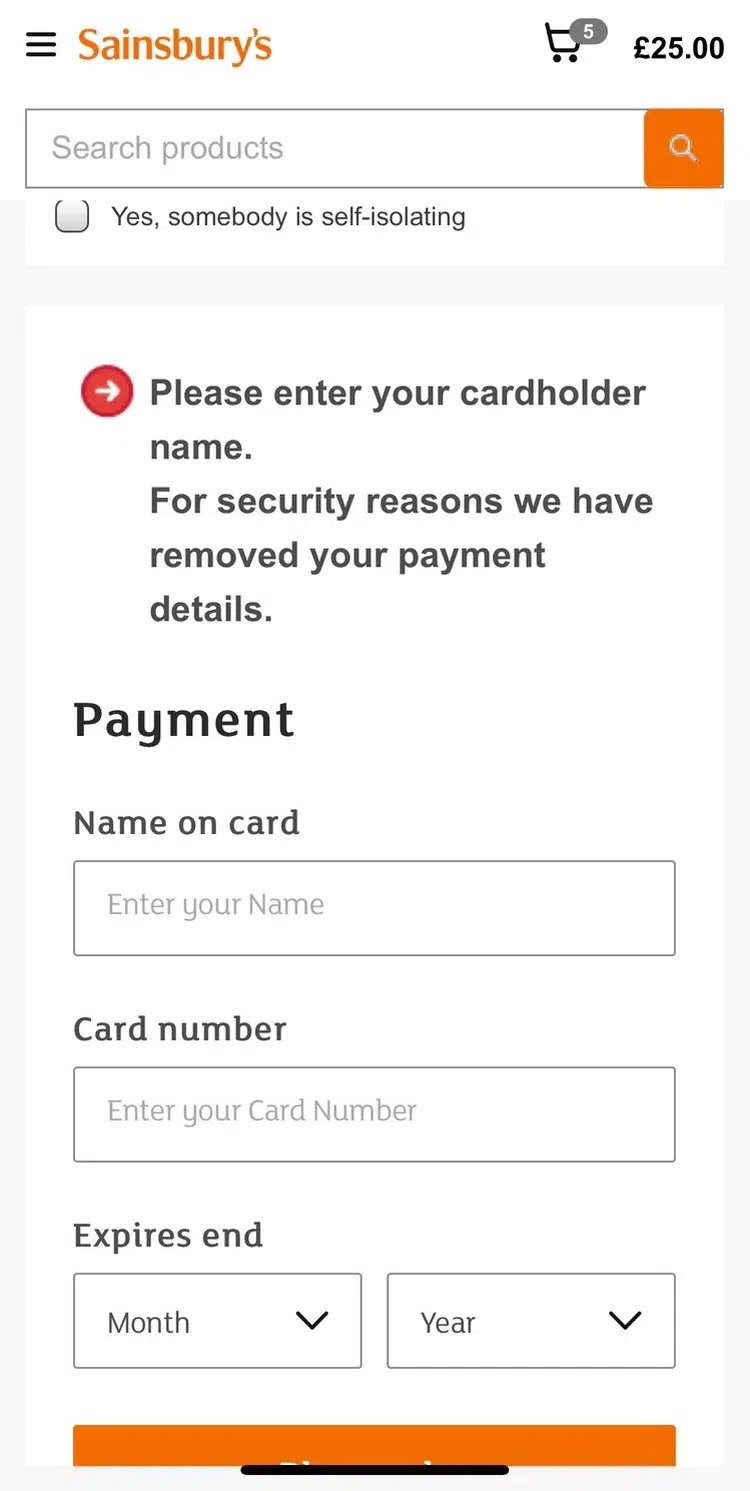 Sainsbury's
5
£25.00
Search products
Yes, somebody is self-isolating
Please enter your cardholder
name.
For security reasons we have
removed your payment
details.
Payment
Name on card
Enter your Name
Card number
Enter your Card Number
Expires end
Month
Year